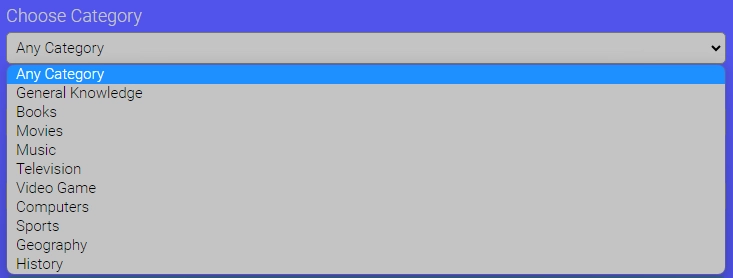 Choose Category
Any Category
Any Category
General Knowledge
Books
Movies
Music
Television
Video Game
Computers
Sports
Geography
History